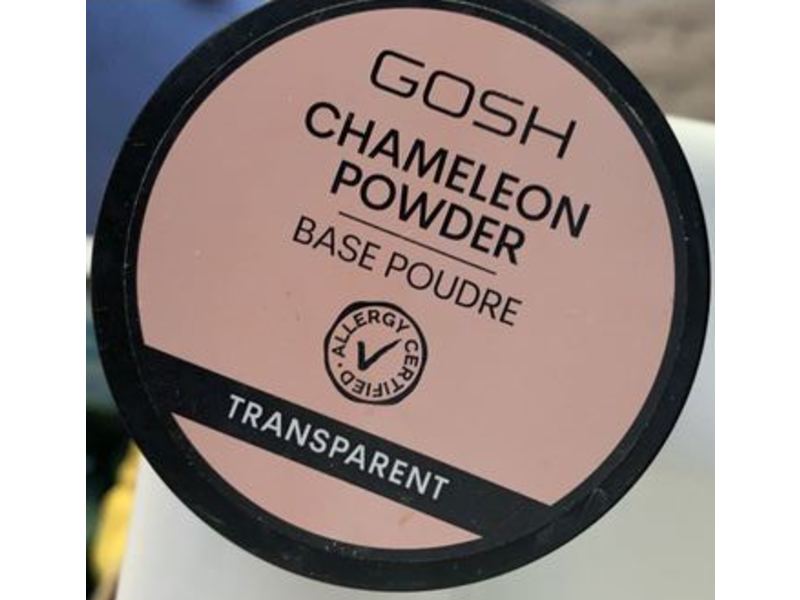 GOSH
CHAMELEON
POWDER
BASE POUDRE
ALLERGY CERTIFIED
TRANSPARENT